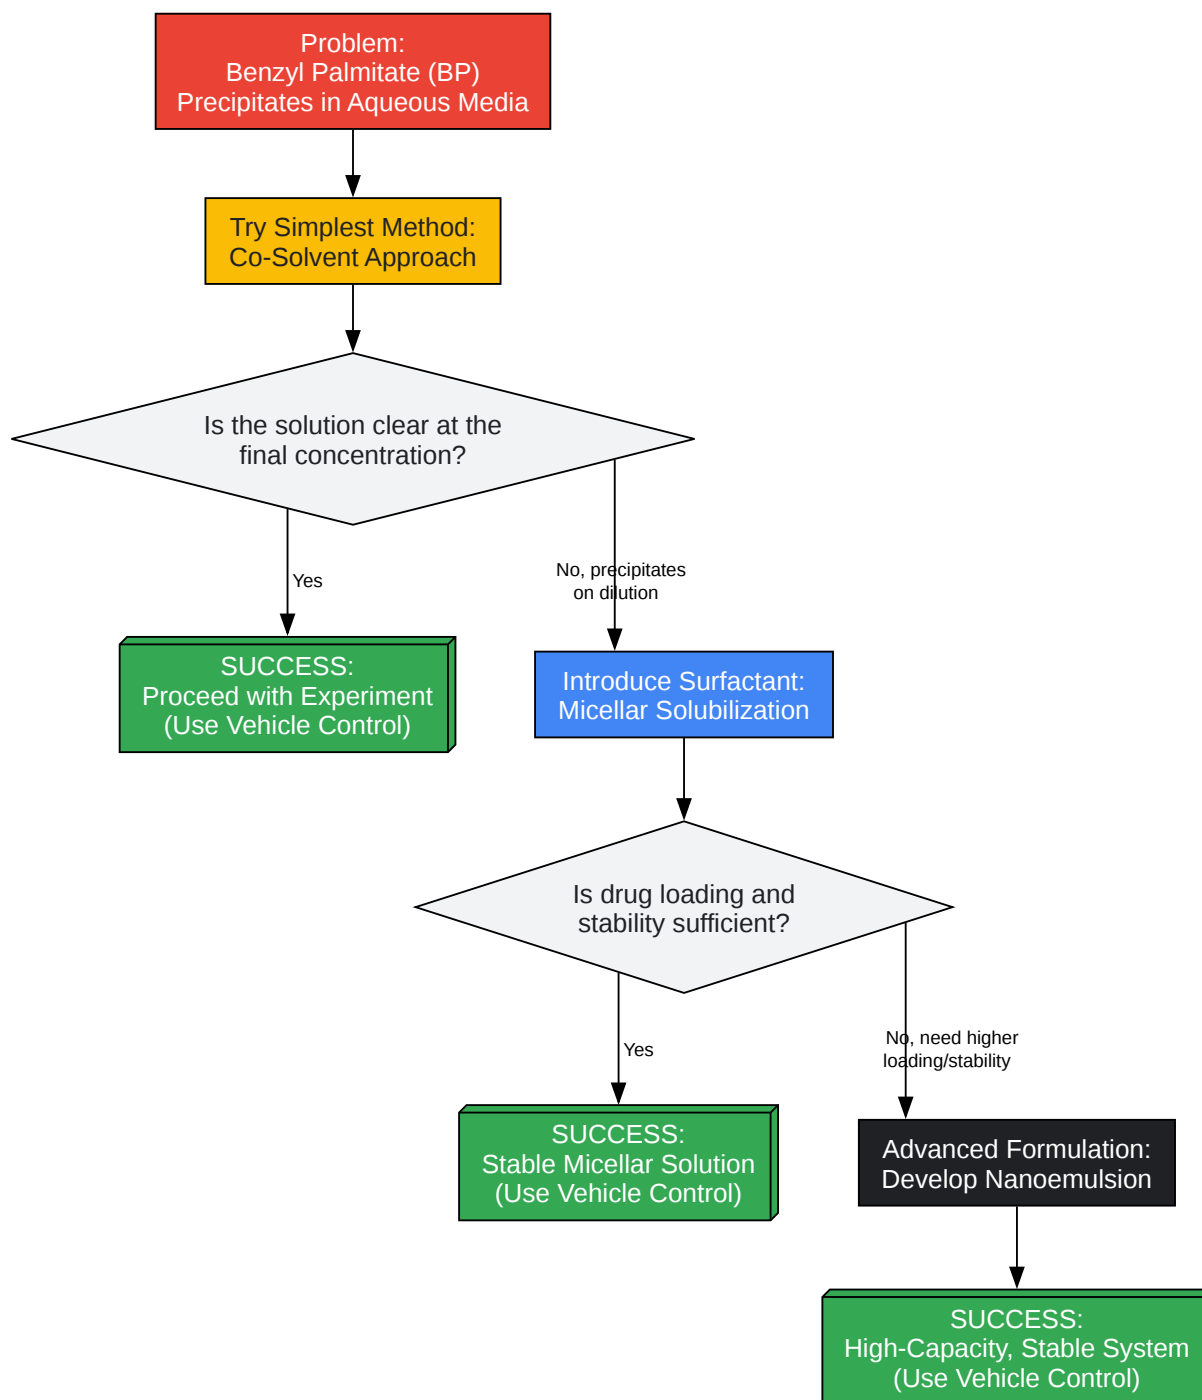 Problem:
Benzyl Palmitate (BP)
Precipitates in Aqueous Media
Try Simplest Method:
Co-Solvent Approach
Is the solution clear at the
final concentration?
Yes
No, precipitates
on dilution
SUCCESS:
Proceed with Experiment
(Use Vehicle Control)
Introduce Surfactant:
Micellar Solubilization
Is drug loading and
stability sufficient?
Yes
No, need higher
loading/stability
SUCCESS:
Stable Micellar Solution
(Use Vehicle Control)
Advanced Formulation:
Develop Nanoemulsion
SUCCESS:
High-Capacity, Stable System
(Use Vehicle Control)